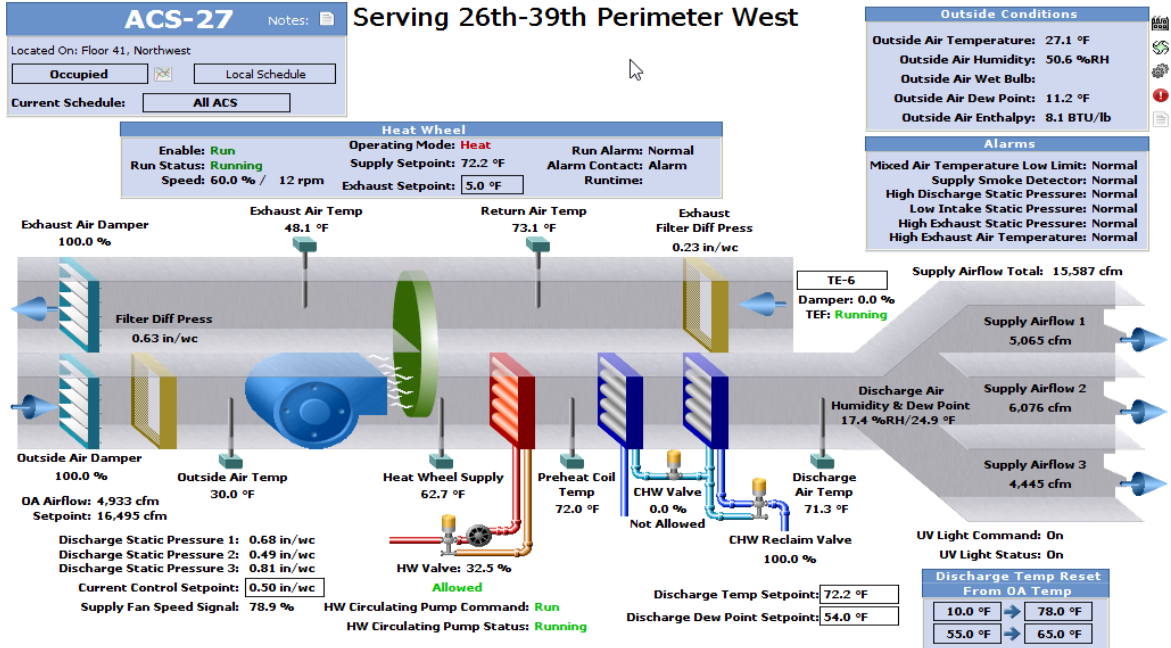 ACS-27 Notes:
Serving 26th-39th Perimeter West
Located On: Floor 41, Northwest
Occupied Local Schedule
Current Schedule: All ACS
Outside Conditions
Outside Air Temperature: 27.1 °F
Outside Air Humidity: 50.6 %RH
Outside Air Wet Bulb:
Outside Air Dew Point: 11.2 °F
Outside Air Enthalpy: 8.1 BTU/lb
Heat Wheel
Enable: Run
Run Status: Running
Speed: 60.0 % / 12 rpm
Operating Mode: Heat
Supply Setpoint: 72.2 °F
Exhaust Setpoint: 5.0 °F
Run Alarm: Normal
Alarm Contact: Alarm
Runtime:
Alarms
Mixed Air Temperature Low Limit: Normal
Supply Smoke Detector: Normal
High Discharge Static Pressure: Normal
Low Intake Static Pressure: Normal
High Exhaust Static Pressure: Normal
High Exhaust Air Temperature: Normal
Exhaust Air Damper
100.0 %
Exhaust Air Temp
48.1 °F
Return Air Temp
73.1 °F
Exhaust
Filter Diff Press
0.23 in/wc
TE-6
Damper: 0.0 %
TEF: Running
Supply Airflow Total: 15,587 cfm
Filter Diff Press
0.63 in/wc
Supply Airflow 1
5,065 cfm
Supply Airflow 2
6,076 cfm
Supply Airflow 3
4,445 cfm
Discharge Air
Humidity & Dew Point
17.4 %RH/24.9 °F
Outside Air Damper
100.0 %
OA Airflow: 4,933 cfm
Setpoint: 16,495 cfm
Outside Air Temp
30.0 °F
Heat Wheel Supply
62.7 °F
Preheat Coil
Temp
72.0 °F
CHW Valve
0.0 %
Not Allowed
CHW Reclaim Valve
100.0 %
Discharge
Air Temp
71.3 °F
Discharge Static Pressure 1: 0.68 in/wc
Discharge Static Pressure 2: 0.49 in/wc
Discharge Static Pressure 3: 0.81 in/wc
Current Control Setpoint: 0.50 in/wc
Supply Fan Speed Signal: 78.9 %
HW Valve: 32.5 %
Allowed
HW Circulating Pump Command: Run
HW Circulating Pump Status: Running
Discharge Temp Setpoint: 72.2 °F
Discharge Dew Point Setpoint: 54.0 °F
UV Light Command: On
UV Light Status: On
Discharge Temp Reset
From OA Temp
10.0 °F 78.0 °F
55.0 °F 65.0 °F